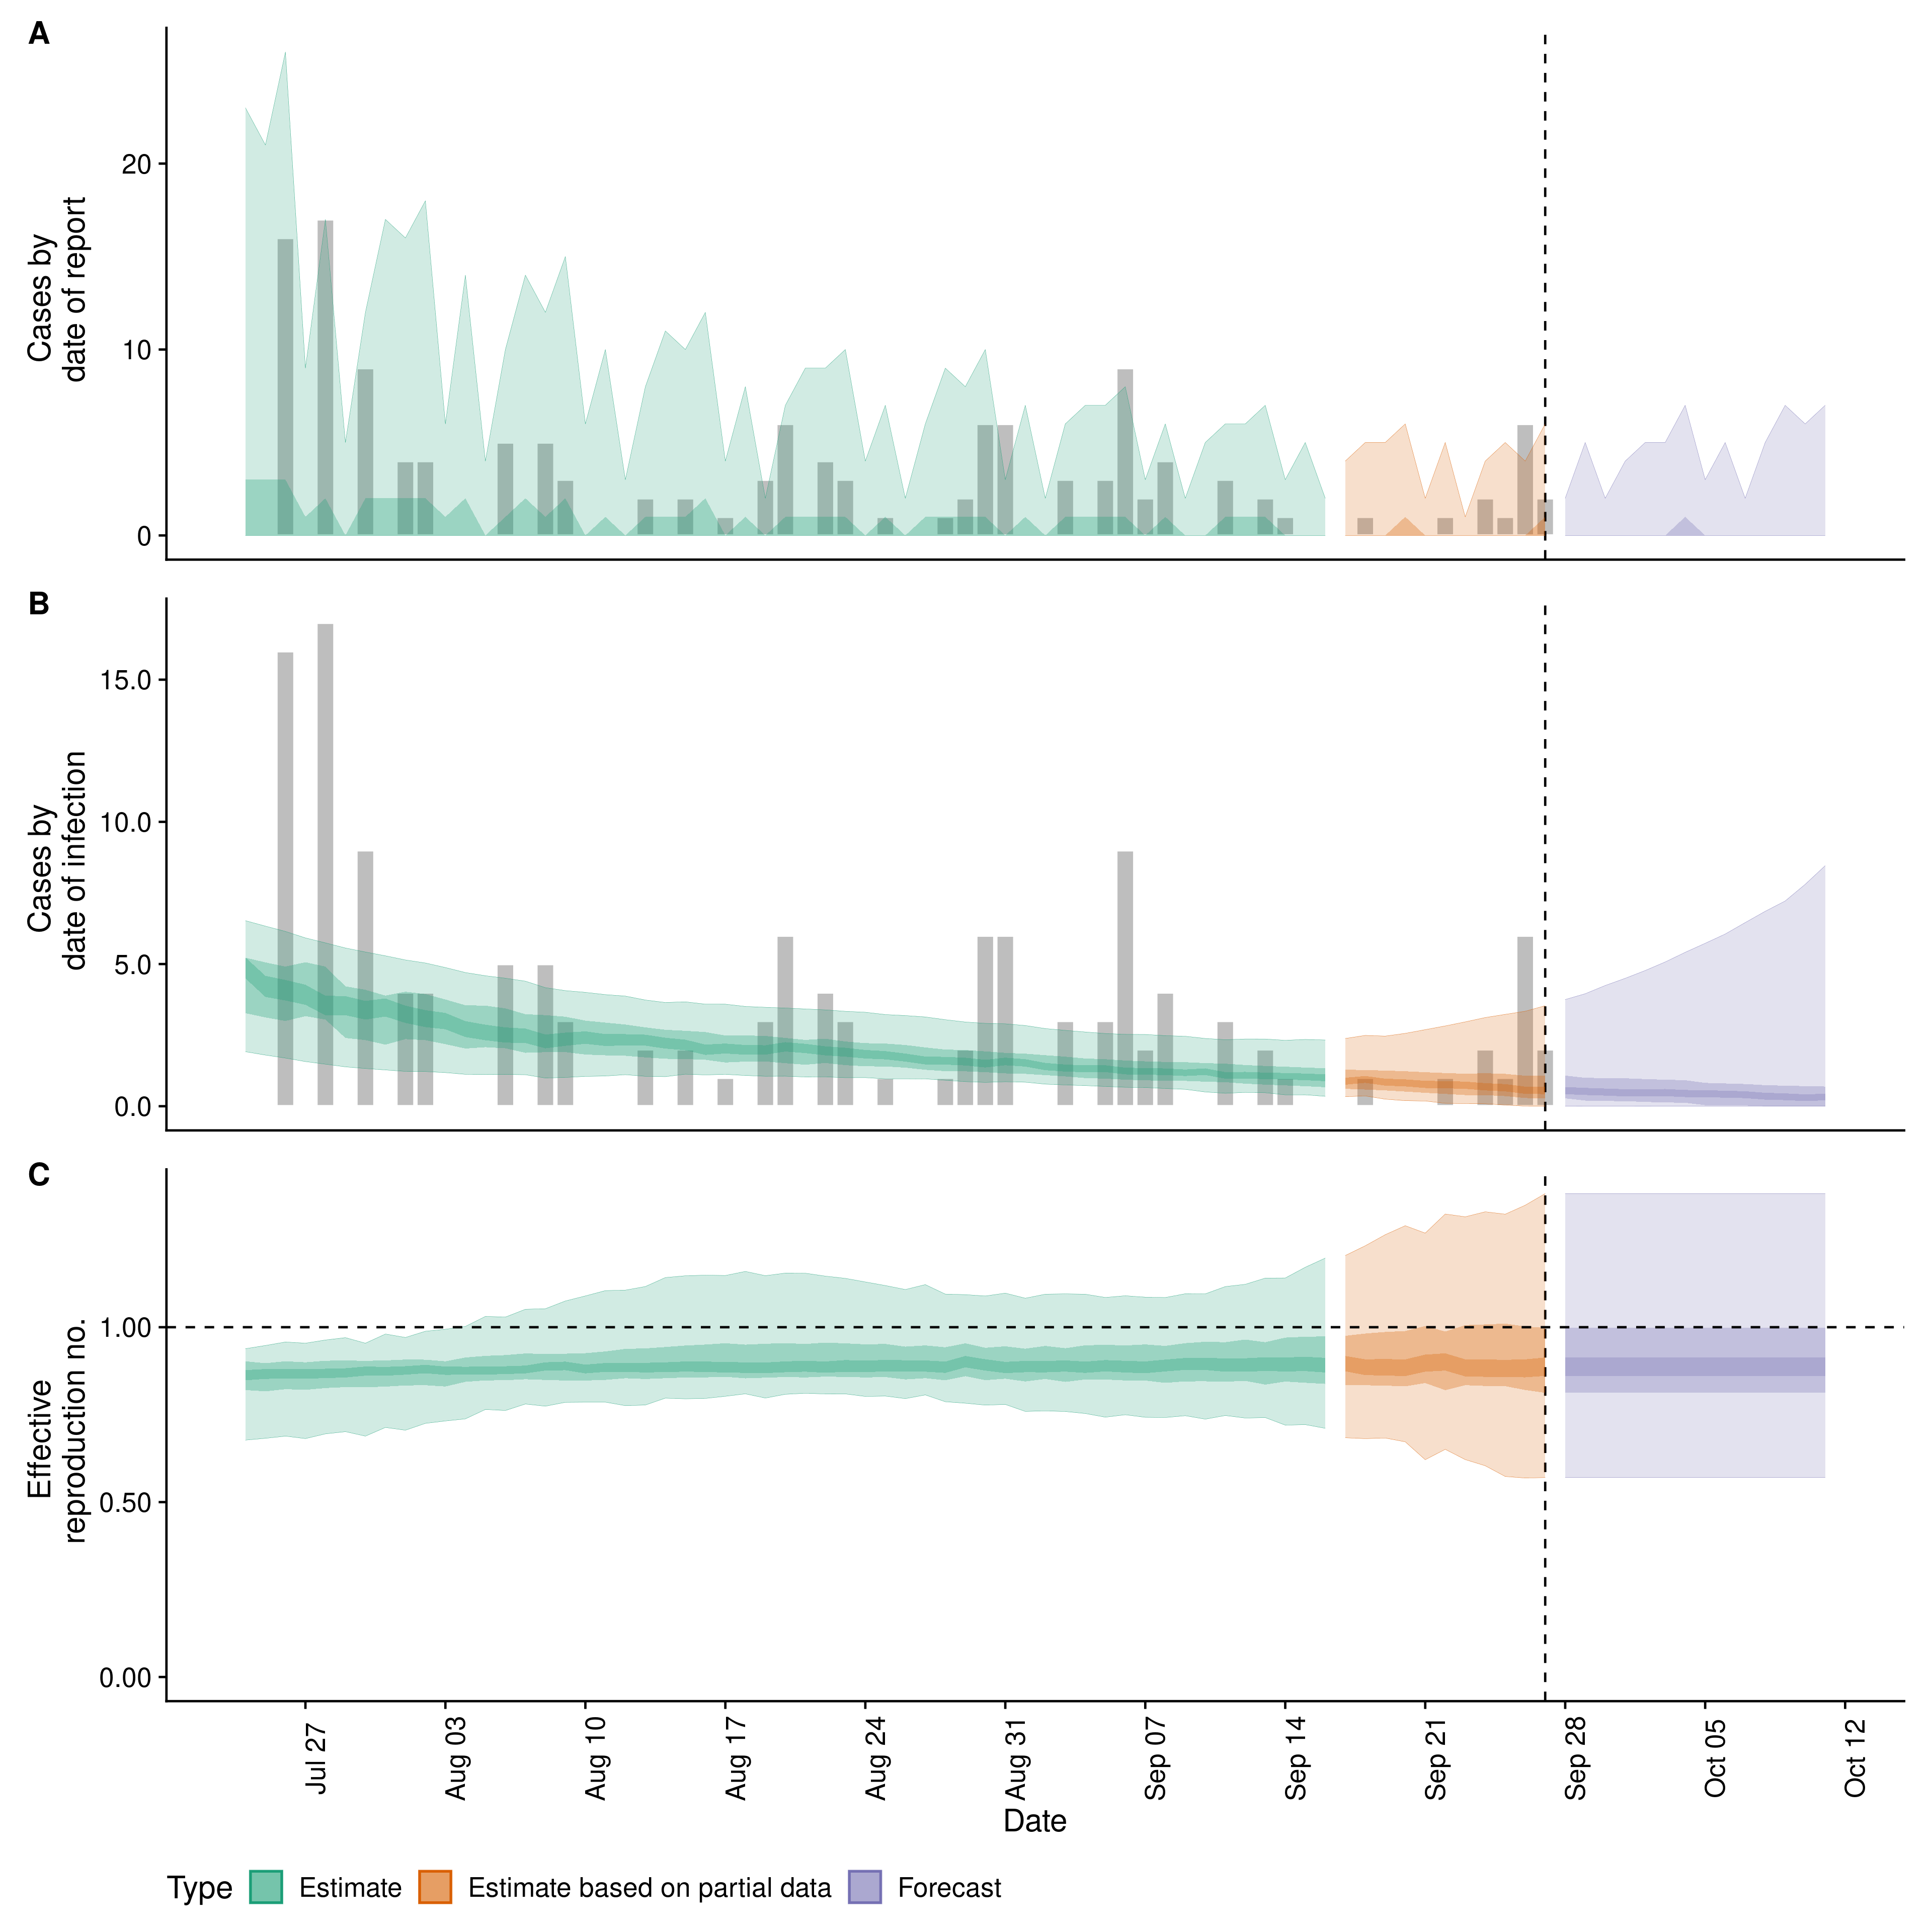 A
Cases by
date of report
20
10
0
B
Cases by
date of infection
15.0
10.0
5.0
0.0
C
Effective
reproduction no.
1.00
0.50
0.00
Jul 27
Aug 03
Aug 10
Aug 17
Aug 24
Aug 31
Sep 07
Sep 14
Sep 21
Sep 28
Oct 05
Oct 12
Date
Type
Estimate
Estimate based on partial data
Forecast